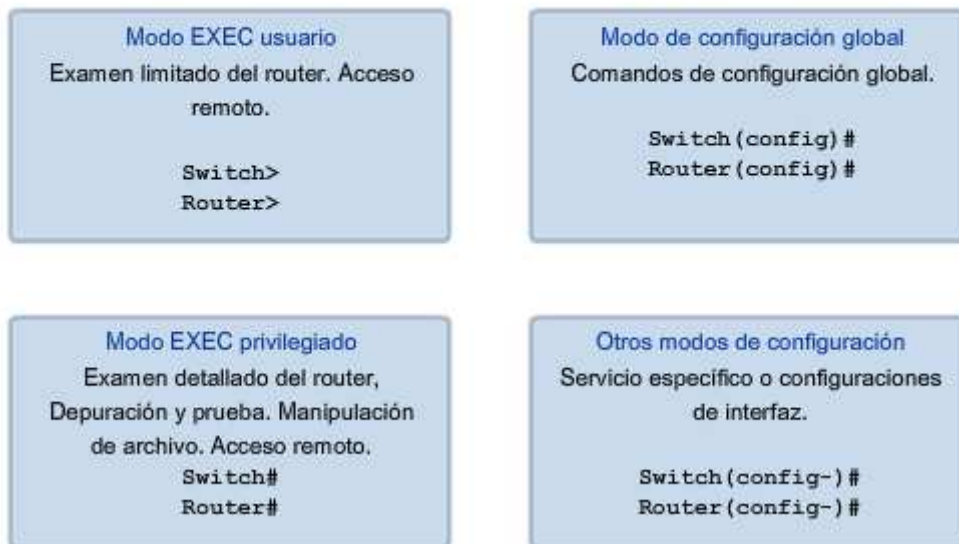 Modo EXEC usuario
Examen limitado del router. Acceso
remoto.
Switch>
Router>
Modo de configuración global
Comandos de configuración global.
Switch(config)#
Router(config)#
Modo EXEC privilegiado
Examen detallado del router,
Depuración y prueba. Manipulación
de archivo. Acceso remoto.
Switch#
Router#
Otros modos de configuración
Servicio específico o configuraciones
de interfaz.
Switch(config-)#
Router(config-)#